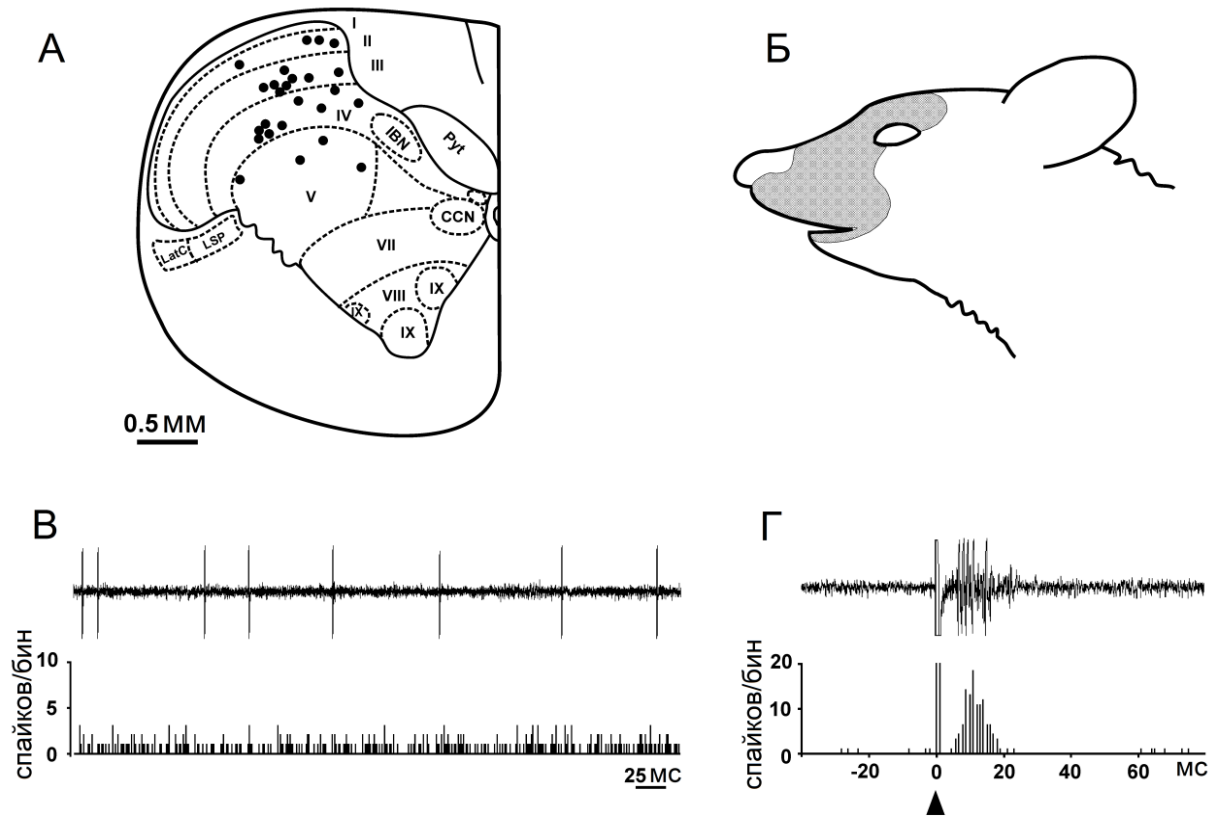 А
I
II
III
IV
IBN
Pyt
V
CCN
VII
LatC
LSP
VIII
IX
IX
IX
0.5 мм
Б
В
спайков/бин
10
5
0
25 мс
Г
спайков/бин
20
10
0
-20 0 20 40 60 мс